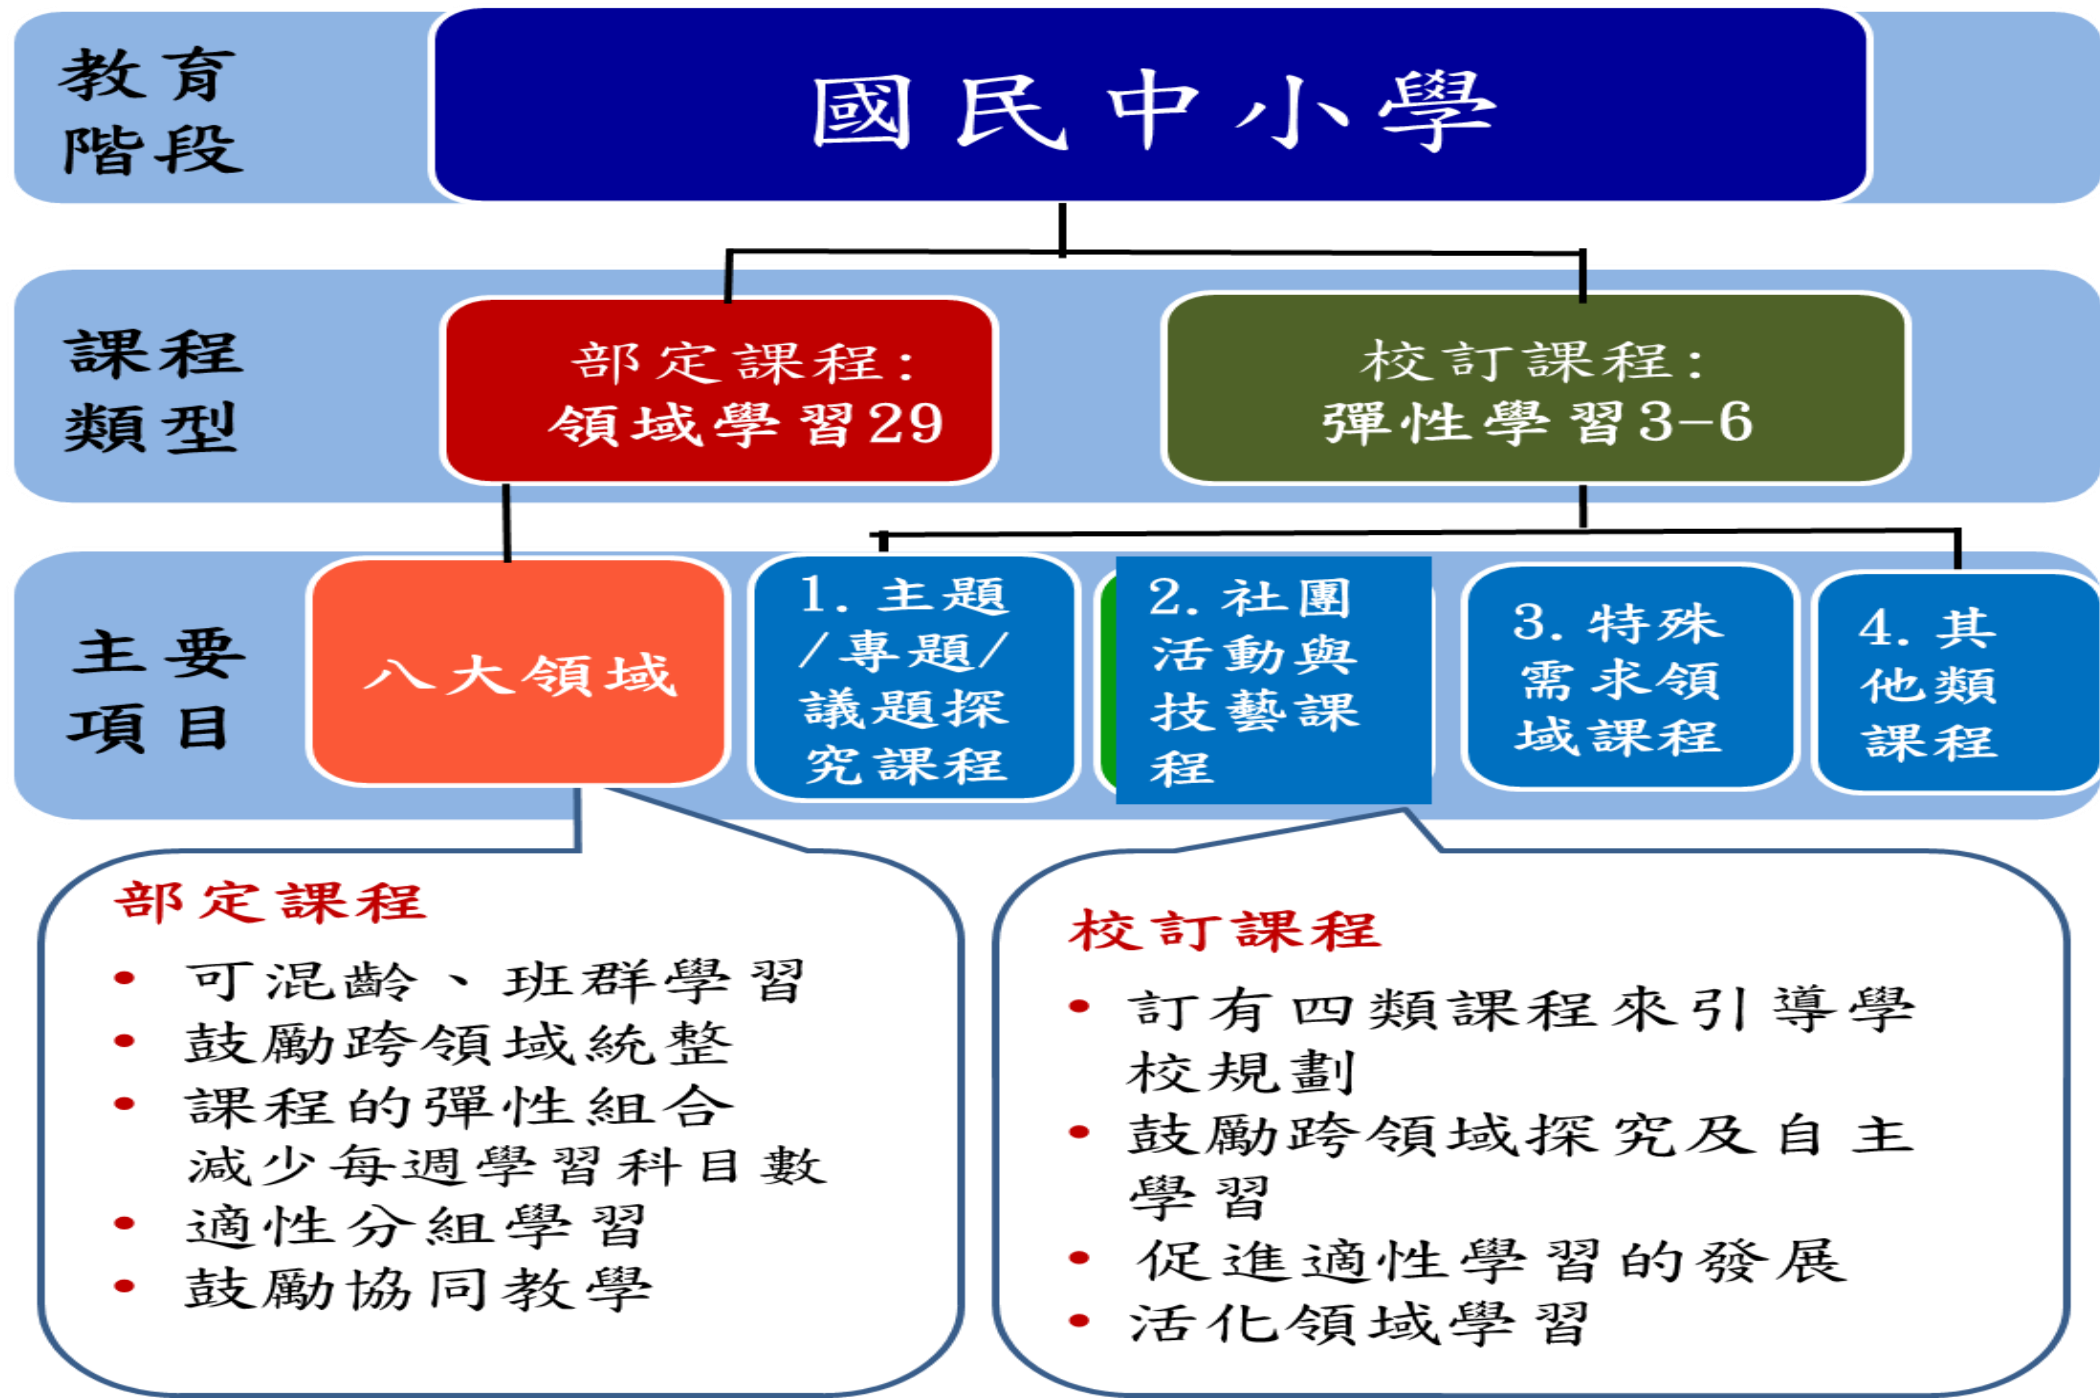 教育
階段
國民中小學
課程
類型
部定課程:
領域學習29
校訂課程:
彈性學習3-6
主要
項目
八大領域
1. 主題
/專題/
議題探
究課程
2. 社團
活動與
技藝課
程
3. 特殊
需求領
域課程
4. 其
他類
課程
部定課程
• 可混齡、班群學習
• 鼓勵跨領域統整
• 課程的彈性組合
減少每週學習科目數
• 適性分組學習
• 鼓勵協同教學
校訂課程
• 訂有四類課程來引導學
校規劃
• 鼓勵跨領域探究及自主
學習
• 促進適性學習的發展
• 活化領域學習